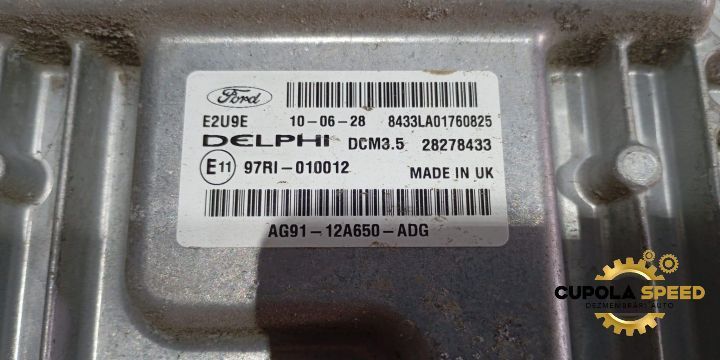 Ford
E2U9E 10-06-28 8433LA01760825
DELPHI DCM3.5 28278433
E11 97RI-010012 MADE IN UK
AG91-12A650-ADG
CUPOLA SPEED
DEZMEMBRARI AUTO